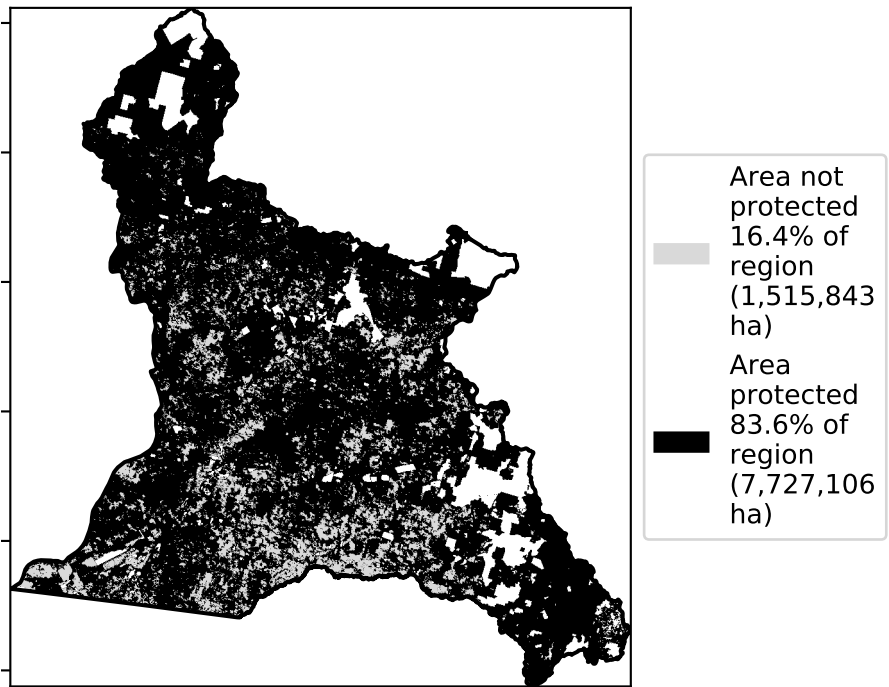 Area not
protected
16.4% of
region
(1,515,843
ha)
Area
protected
83.6% of
region
(7,727,106
ha)